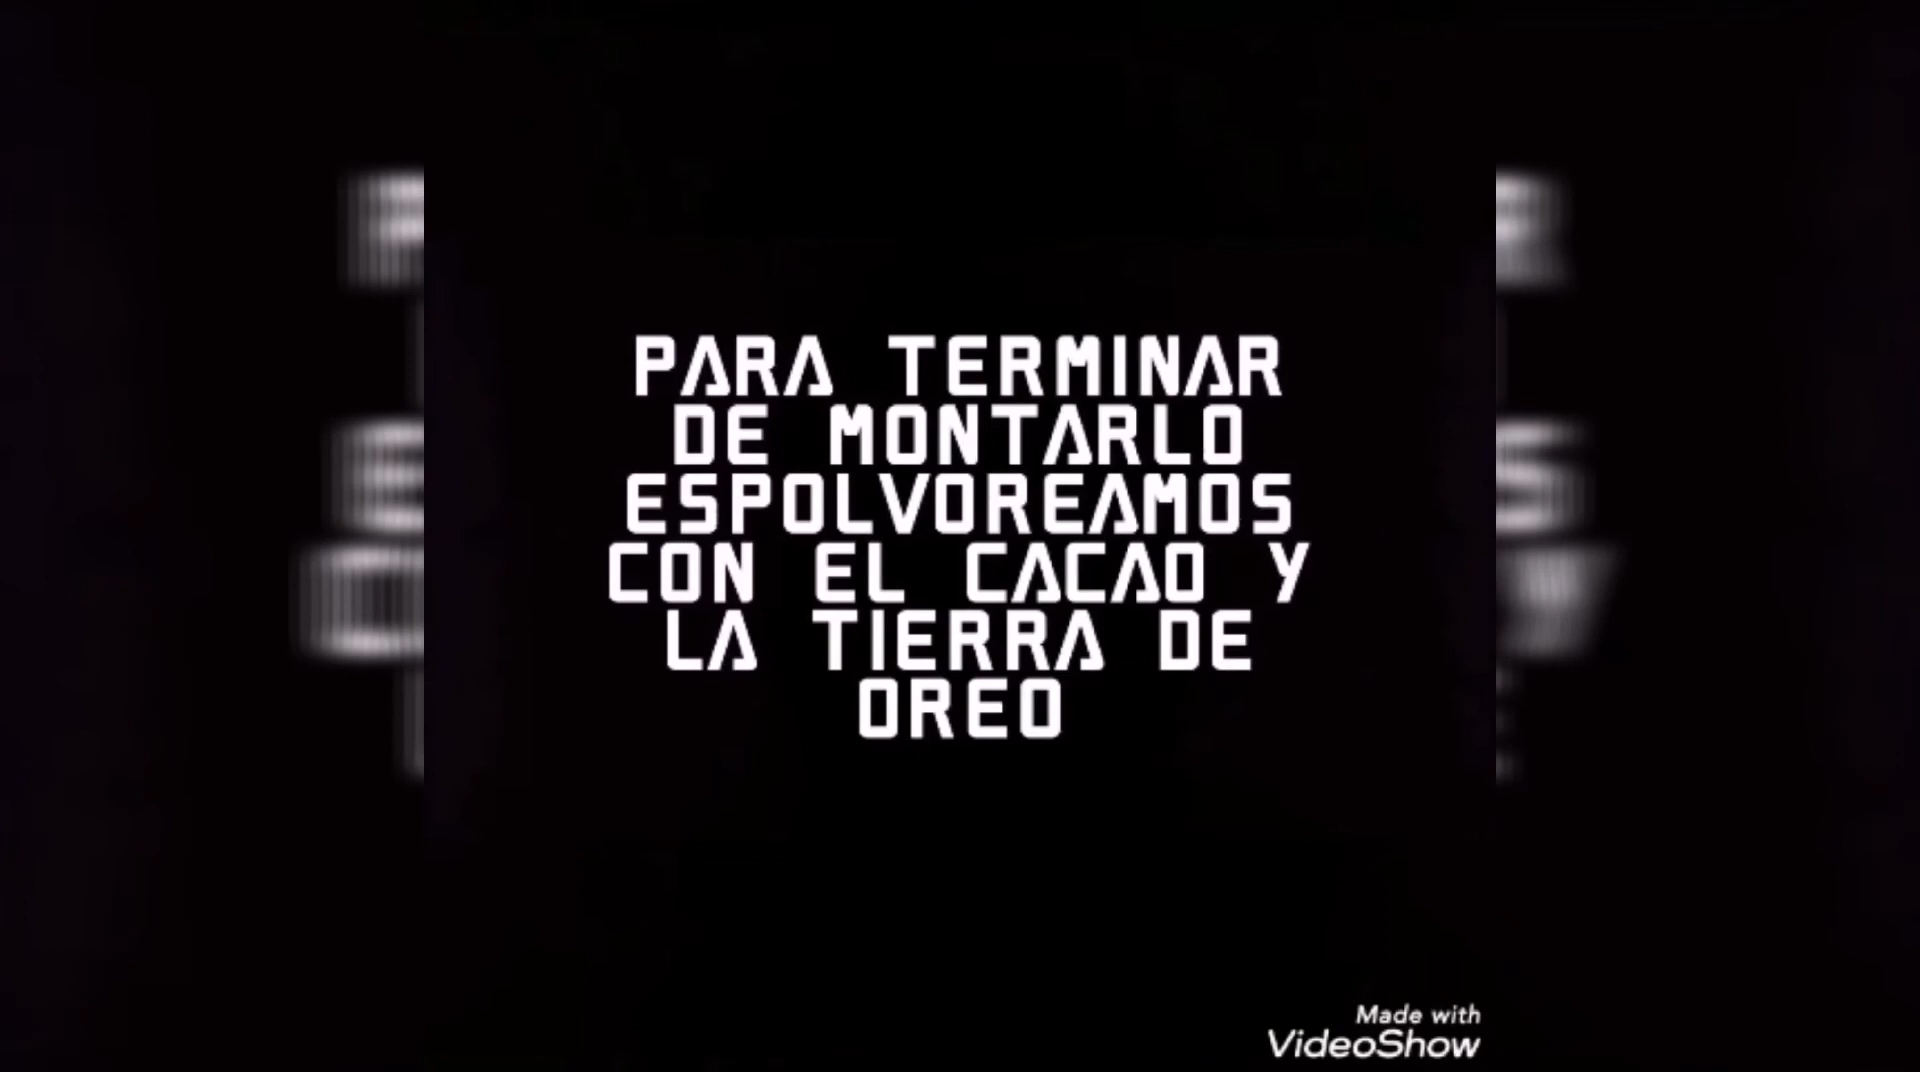 PARA TERMINAR
DE MONTARLO
ESPOLVOREAMOS
CON EL CACAO Y
LA TIERRA DE
OREO
Made with
VideoShow